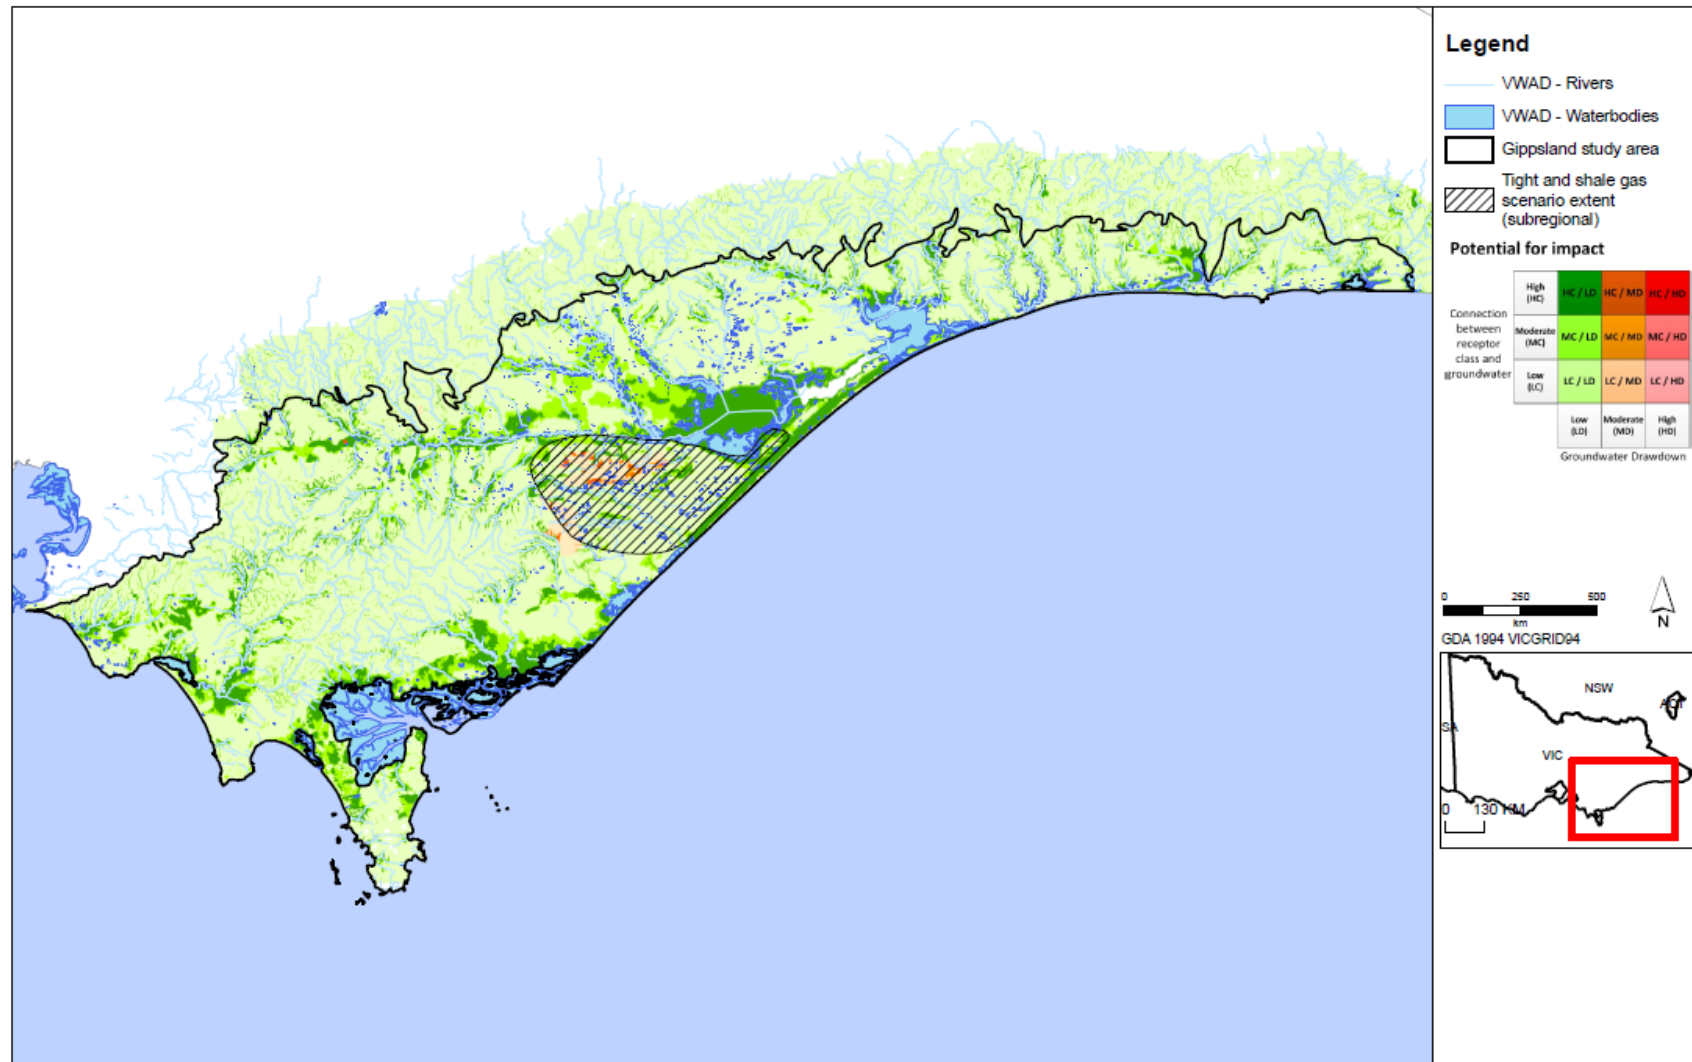 Legend
VWAD - Rivers
VWAD - Waterbodies
Gippsland study area
Tight and shale gas
scenario extent
(subregional)
Potential for impact
Connection
between
receptor
class and
groundwater
High
(HC)
HC / LD HC / MD HC / HD
Moderate
(MC)
MC / LD MC / MD MC / HD
Low
(LC)
LC / LD LC / MD LC / HD
Low
(LD)
Moderate
(MD)
High
(HD)
Groundwater Drawdown
0 250 500
km
N
GDA 1994 VICGRID94
NSW
ACT
SA
VIC
0 130 KM